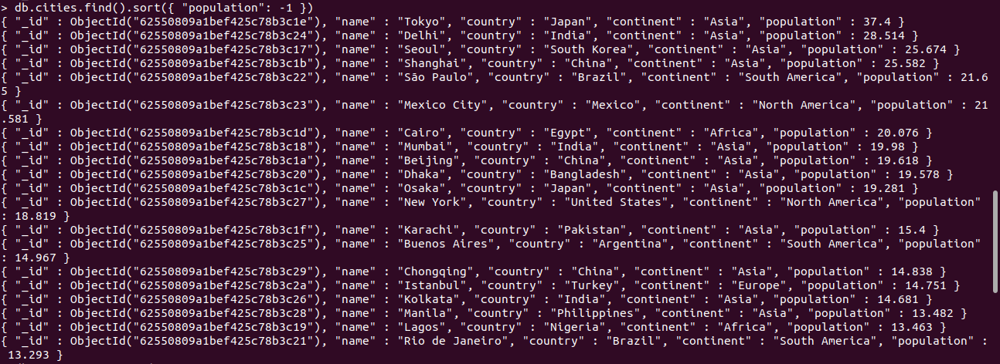 > db.cities.find().sort({ "population": -1 })
{ "_id" : ObjectId("62550809a1bef425c78b3c1e"), "name" : "Tokyo", "country" : "Japan", "continent" : "Asia", "population" : 37.4 }
{ "_id" : ObjectId("62550809a1bef425c78b3c24"), "name" : "Delhi", "country" : "India", "continent" : "Asia", "population" : 28.514 }
{ "_id" : ObjectId("62550809a1bef425c78b3c17"), "name" : "Seoul", "country" : "South Korea", "continent" : "Asia", "population" : 25.674 }
{ "_id" : ObjectId("62550809a1bef425c78b3c1b"), "name" : "Shanghai", "country" : "China", "continent" : "Asia", "population" : 25.582 }
{ "_id" : ObjectId("62550809a1bef425c78b3c22"), "name" : "São Paulo", "country" : "Brazil", "continent" : "South America", "population" : 21.6
5 }
{ "_id" : ObjectId("62550809a1bef425c78b3c23"), "name" : "Mexico City", "country" : "Mexico", "continent" : "North America", "population" : 21
.581 }
{ "_id" : ObjectId("62550809a1bef425c78b3c1d"), "name" : "Cairo", "country" : "Egypt", "continent" : "Africa", "population" : 20.076 }
{ "_id" : ObjectId("62550809a1bef425c78b3c18"), "name" : "Mumbai", "country" : "India", "continent" : "Asia", "population" : 19.98 }
{ "_id" : ObjectId("62550809a1bef425c78b3c1a"), "name" : "Beijing", "country" : "China", "continent" : "Asia", "population" : 19.618 }
{ "_id" : ObjectId("62550809a1bef425c78b3c20"), "name" : "Dhaka", "country" : "Bangladesh", "continent" : "Asia", "population" : 19.578 }
{ "_id" : ObjectId("62550809a1bef425c78b3c1c"), "name" : "Osaka", "country" : "Japan", "continent" : "Asia", "population" : 19.281 }
{ "_id" : ObjectId("62550809a1bef425c78b3c27"), "name" : "New York", "country" : "United States", "continent" : "North America", "population"
: 18.819 }
{ "_id" : ObjectId("62550809a1bef425c78b3c1f"), "name" : "Karachi", "country" : "Pakistan", "continent" : "Asia", "population" : 15.4 }
{ "_id" : ObjectId("62550809a1bef425c78b3c25"), "name" : "Buenos Aires", "country" : "Argentina", "continent" : "South America", "population"
: 14.967 }
{ "_id" : ObjectId("62550809a1bef425c78b3c29"), "name" : "Chongqing", "country" : "China", "continent" : "Asia", "population" : 14.838 }
{ "_id" : ObjectId("62550809a1bef425c78b3c2a"), "name" : "Istanbul", "country" : "Turkey", "continent" : "Europe", "population" : 14.751 }
{ "_id" : ObjectId("62550809a1bef425c78b3c26"), "name" : "Kolkata", "country" : "India", "continent" : "Asia", "population" : 14.681 }
{ "_id" : ObjectId("62550809a1bef425c78b3c28"), "name" : "Manila", "country" : "Philippines", "continent" : "Asia", "population" : 13.482 }
{ "_id" : ObjectId("62550809a1bef425c78b3c19"), "name" : "Lagos", "country" : "Nigeria", "continent" : "Africa", "population" : 13.463 }
{ "_id" : ObjectId("62550809a1bef425c78b3c21"), "name" : "Rio de Janeiro", "country" : "Brazil", "continent" : "South America", "population" :
13.293 }